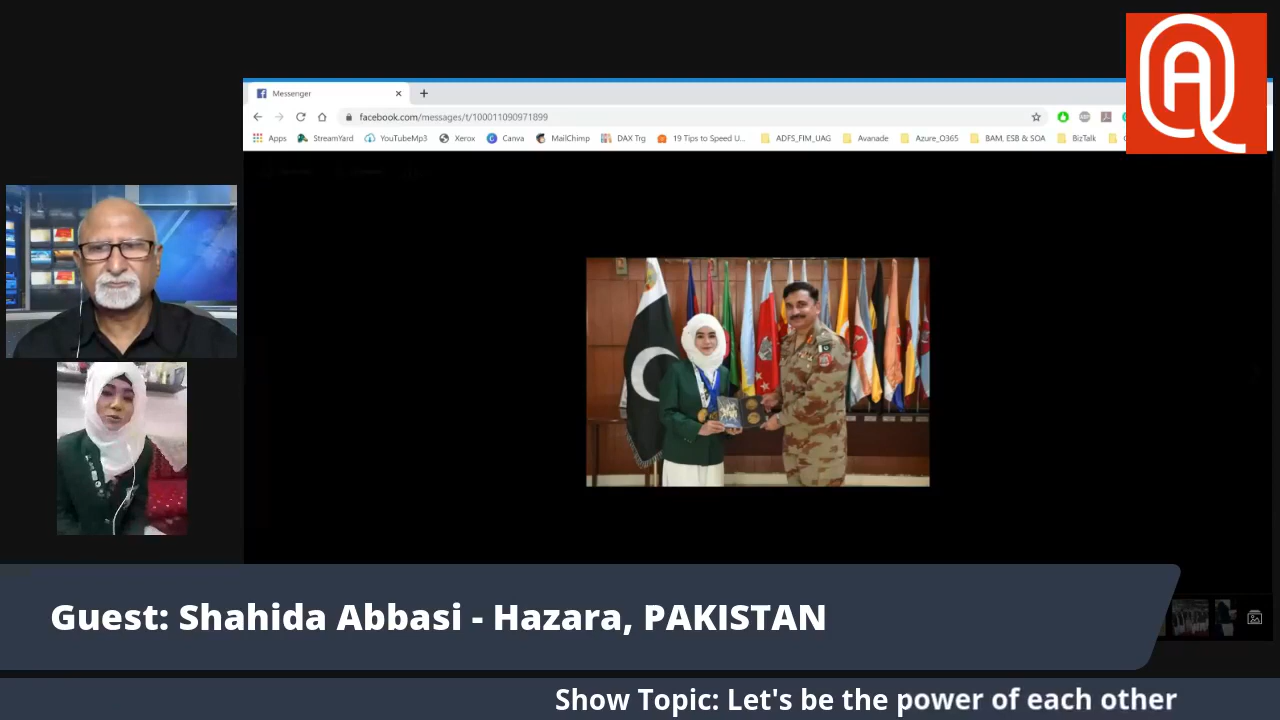 Messenger
facebook.com/messages/t/100011090971899
Apps StreamYard YouTubeMp3 Xerox Canva MailChimp DAX Trg 19 Tips to Speed U... ADFS_FIM_UAG Avanade Azure_O365 BAM, ESB & SOA BizTalk
Guest: Shahida Abbasi - Hazara, PAKISTAN
Show Topic: Let's be the power of each other